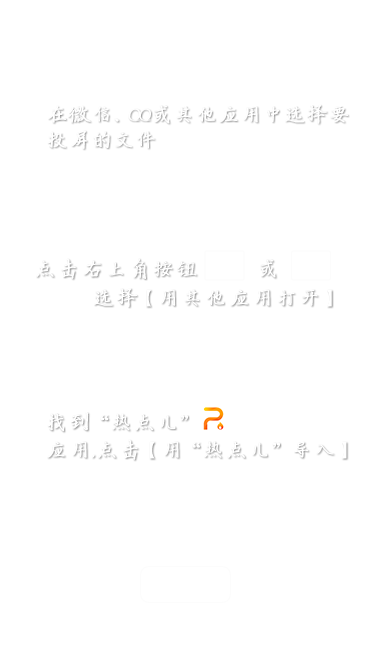 在微信、QQ或其他应用中选择要
投屏的文件
点击右上角按钮 或
选择【用其他应用打开】
找到“热点儿”
应用,点击【用“热点儿”导入】